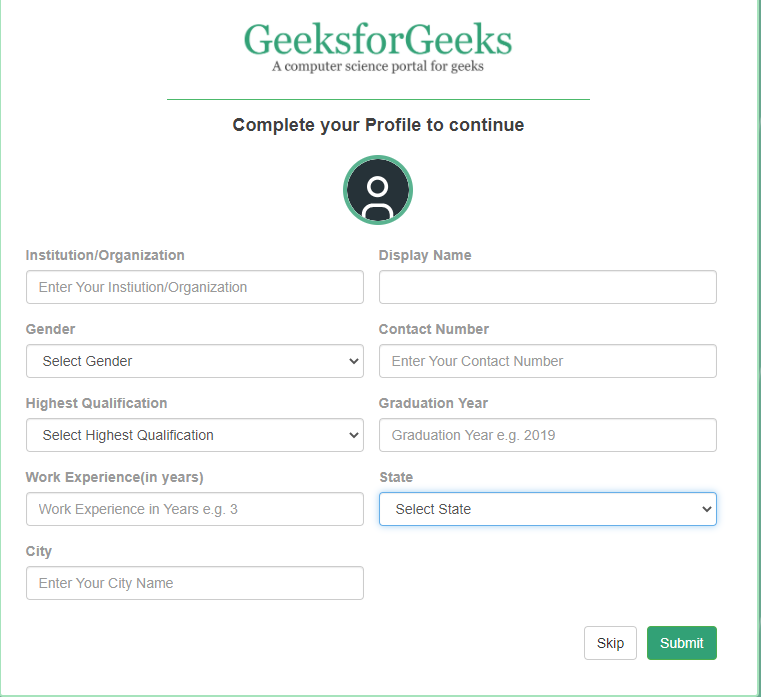 GeeksforGeeks
A computer science portal for geeks
Complete your Profile to continue
Institution/Organization
Display Name
Enter Your Instiution/Organization
Gender
Contact Number
Select Gender
Enter Your Contact Number
Highest Qualification
Graduation Year
Select Highest Qualification
Graduation Year e.g. 2019
Work Experience(in years)
State
Work Experience in Years e.g. 3
Select State
City
Enter Your City Name
Skip
Submit